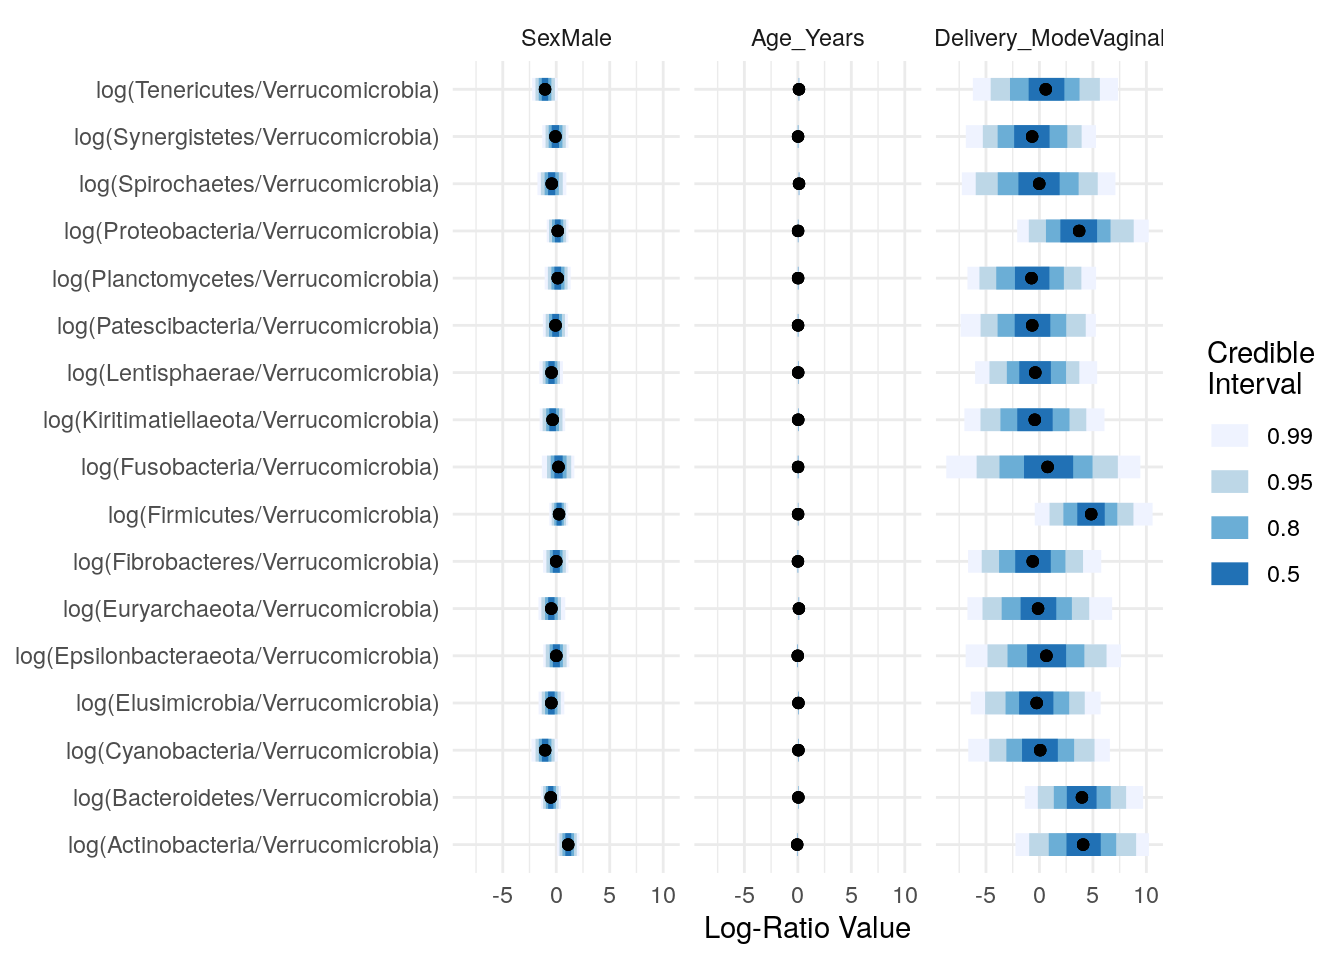 SexMale Age_Years Delivery_ModeVaginal
log(Tenericutes/Verrucomicrobia)
log(Synergistetes/Verrucomicrobia)
log(Spirochaetes/Verrucomicrobia)
log(Proteobacteria/Verrucomicrobia)
log(Planctomycetes/Verrucomicrobia)
log(Patescibacteria/Verrucomicrobia)
log(Lentisphaerae/Verrucomicrobia)
log(Kiritimatiellaeota/Verrucomicrobia)
log(Fusobacteria/Verrucomicrobia)
log(Firmicutes/Verrucomicrobia)
log(Fibrobacteres/Verrucomicrobia)
log(Euryarchaeota/Verrucomicrobia)
log(Epsilonbacteraeota/Verrucomicrobia)
log(Elusimicrobia/Verrucomicrobia)
log(Cyanobacteria/Verrucomicrobia)
log(Bacteroidetes/Verrucomicrobia)
log(Actinobacteria/Verrucomicrobia)
-5 0 5 10 -5 0 5 10 -5 0 5 10
Log-Ratio Value
Credible
Interval
0.99
0.95
0.8
0.5